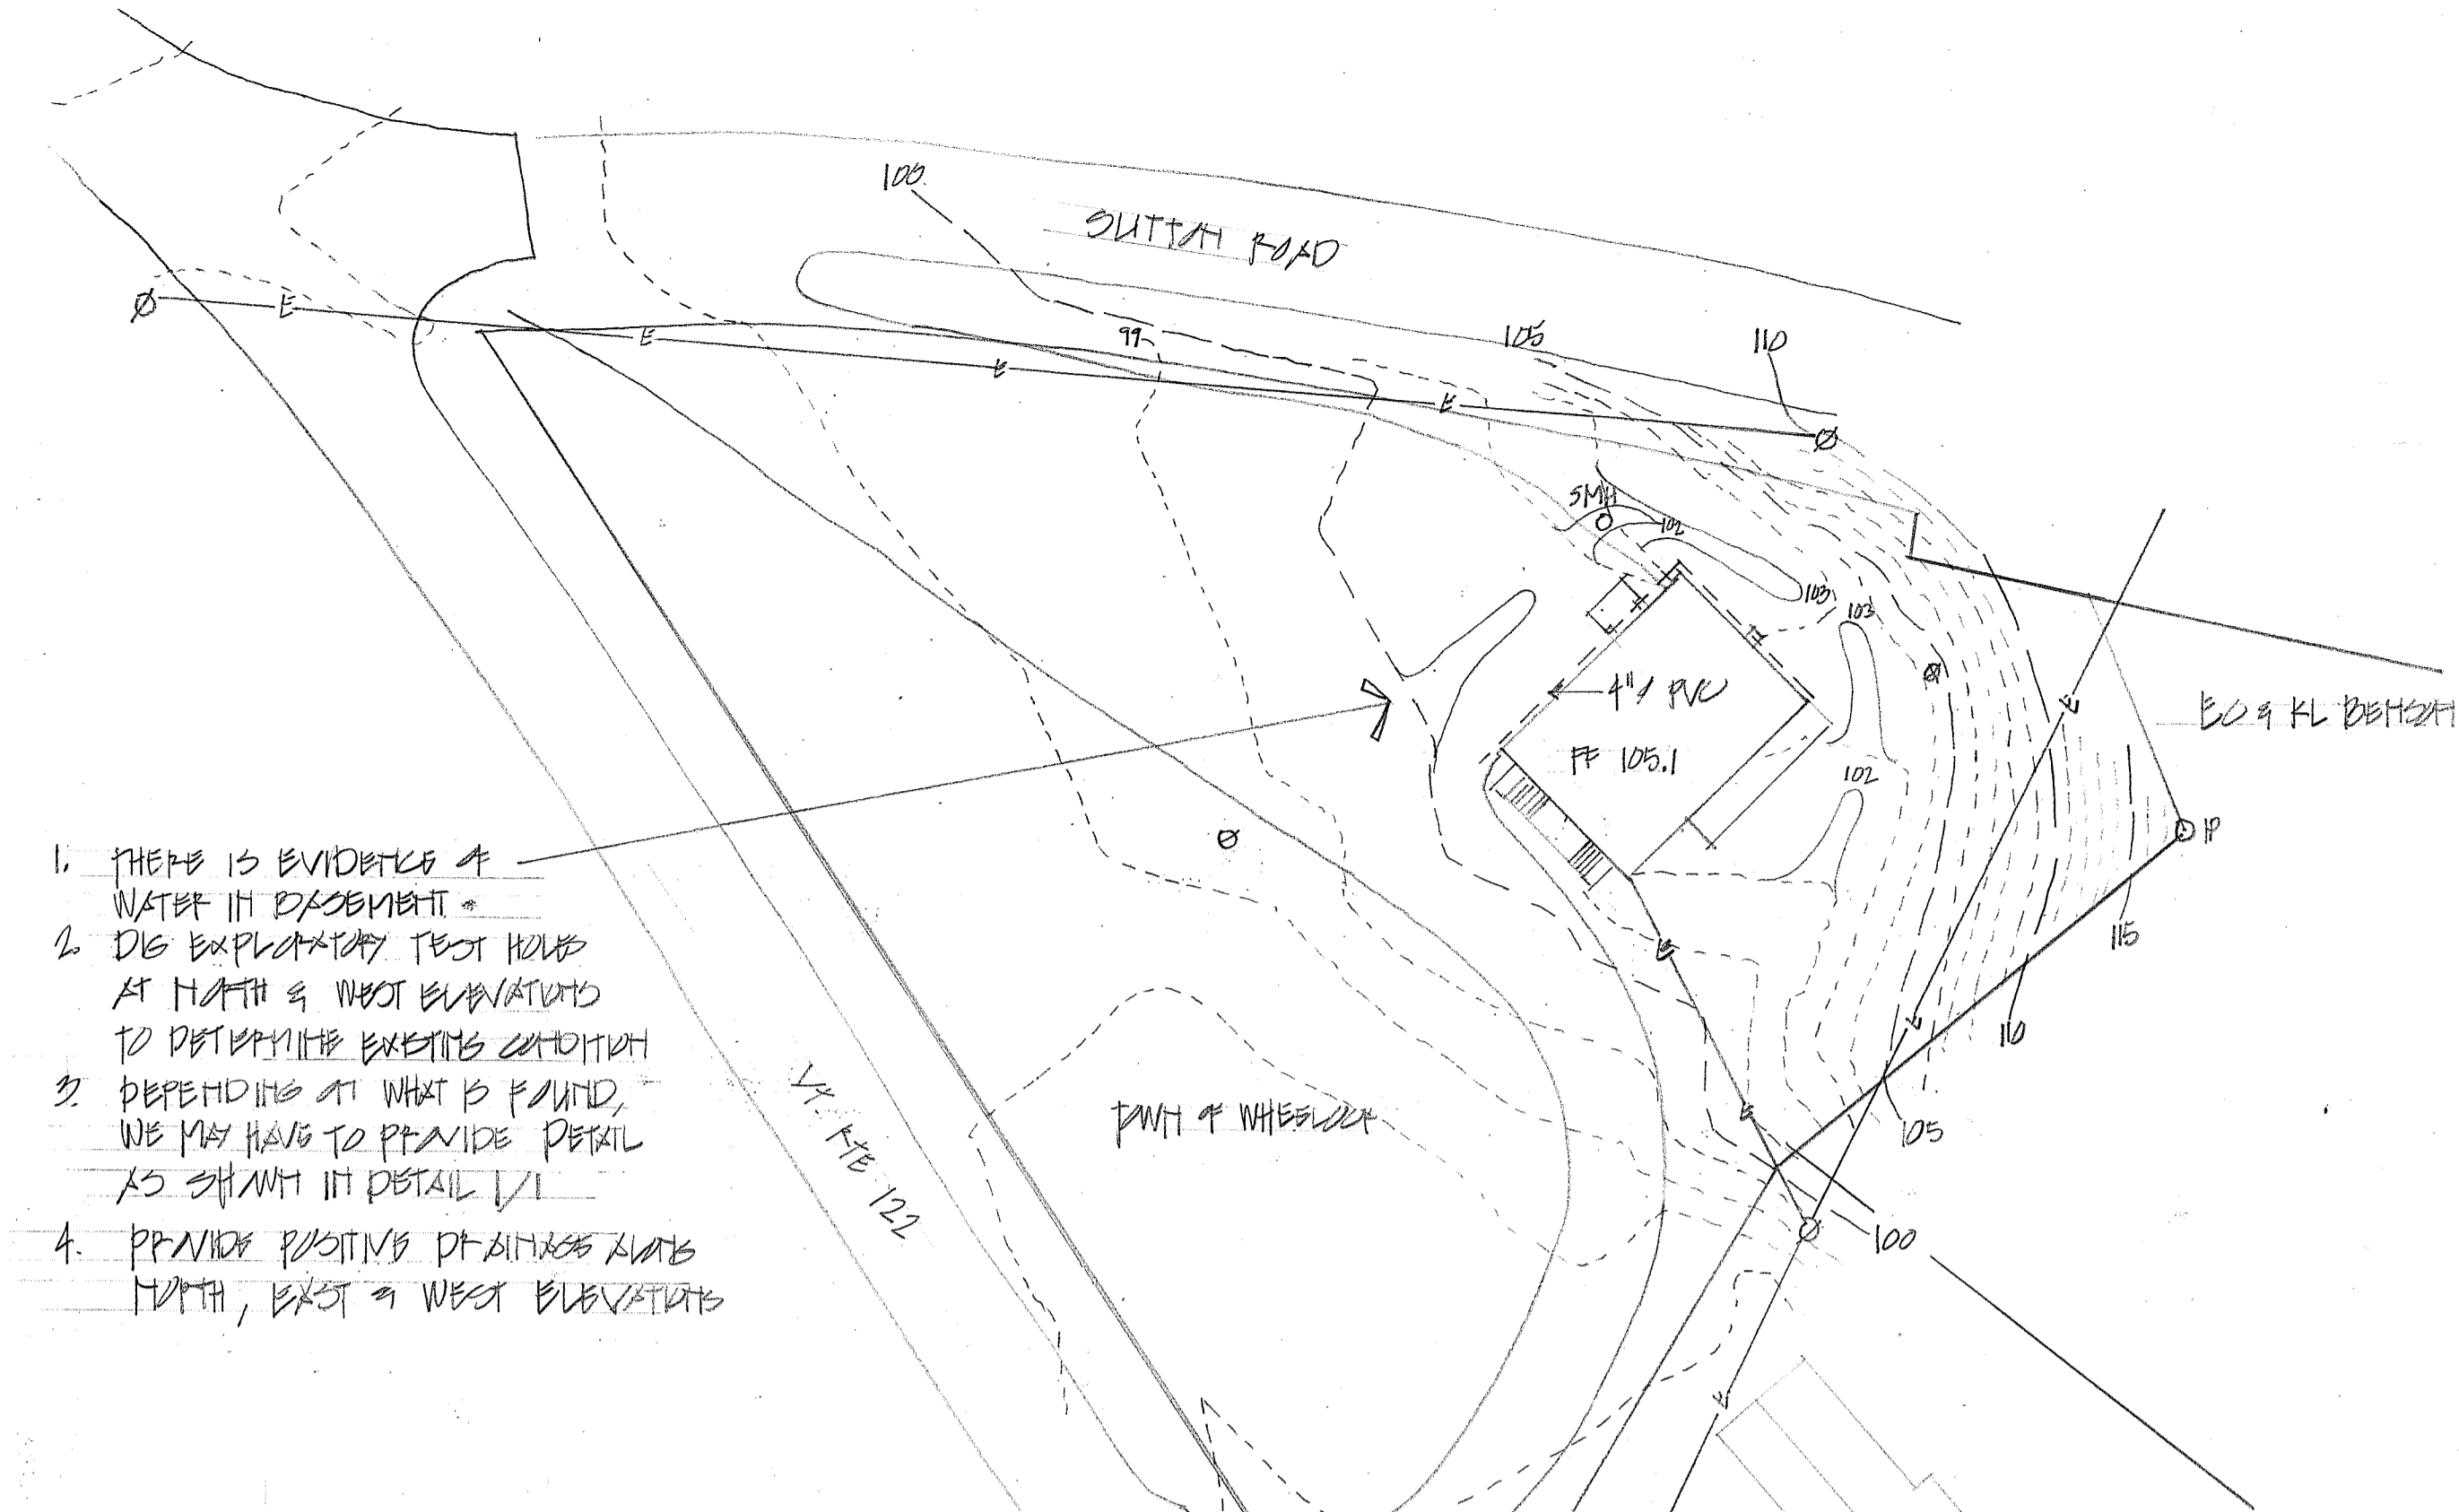 100
SUTTON ROAD
E
E
E
E
99
105
110
SMH
102
103
103
4"ø PVC
FF 105.1
102
E
EC & KL BENSON
IP
115
110
105
100
E
E
E
E
1. THERE IS EVIDENCE OF
WATER IN BASEMENT.
2. DIG EXPLORATORY TEST HOLES
AT NORTH & WEST ELEVATIONS
TO DETERMINE EXISTING CONDITION
3. DEPENDING ON WHAT IS FOUND,
WE MAY HAVE TO PROVIDE DETAIL
AS SHOWN IN DETAIL 1/1
4. PROVIDE POSITIVE DRAINAGE ALONG
NORTH, EAST & WEST ELEVATIONS
VT. RTE 122
TOWN OF WHEELOCK